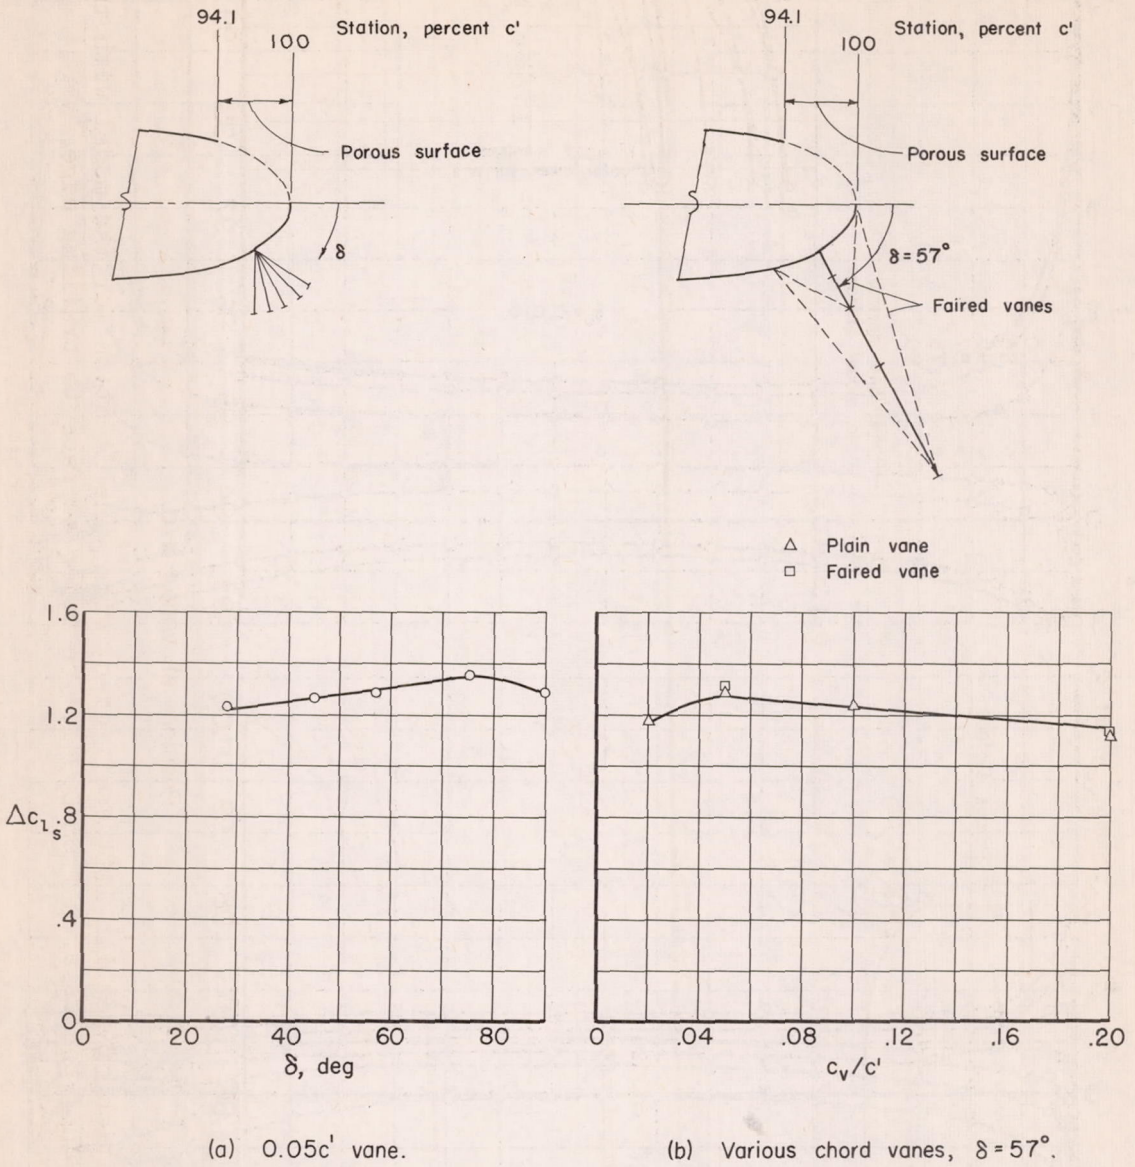 94.1
Station, percent c'
100
Porous surface
δ
94.1
Station, percent c'
100
Porous surface
δ = 57°
Faired vanes
△ Plain vane
□ Faired vane
1.6
1.2
.8
.4
0
Δc_l_s
0 20 40 60 80
δ, deg
0 .04 .08 .12 .16 .20
c_v/c'
(a) 0.05c' vane.
(b) Various chord vanes, δ = 57°.